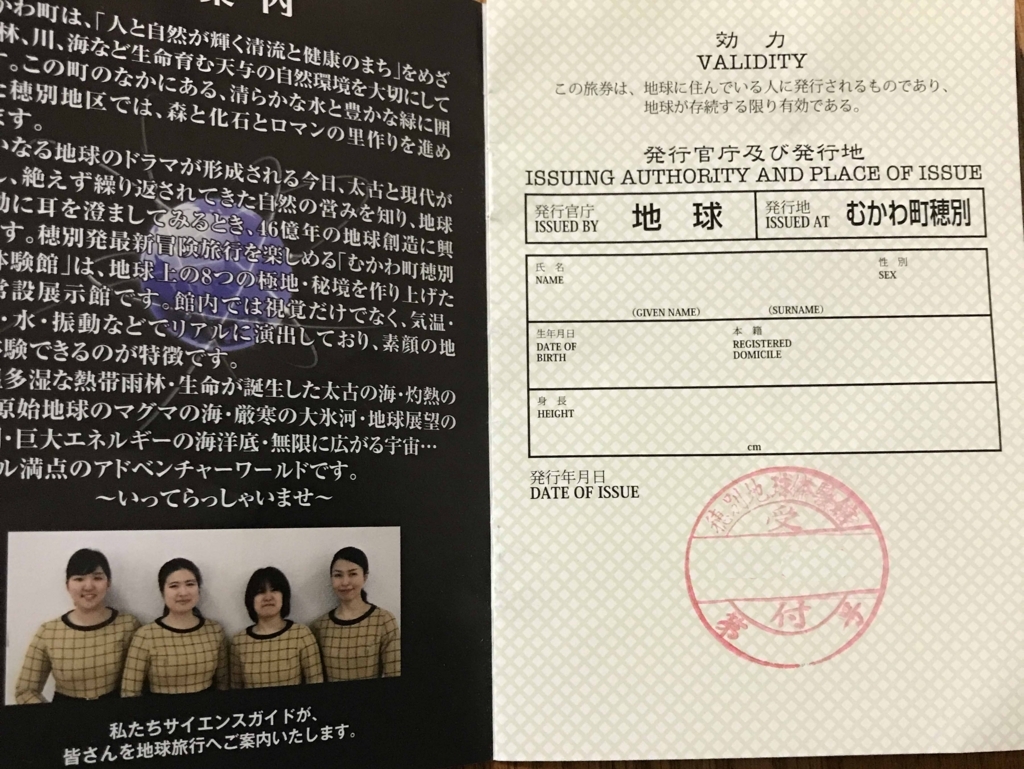 案内
かわ町は、「人と自然が輝く清流と健康のまち」をめざ
林、川、海など生命育む天与の自然環境を大切にして
す。この町のなかにある、清らかな水と豊かな緑に囲
た穂別地区では、森と化石とロマンの里作りを進め
ます。
いなる地球のドラマが形成される今日、太古と現代が
し、絶えず繰り返されてきた自然の営みを知り、地球
動に耳を澄ましてみるとき、46億年の地球創造に興
す。穂別発最新冒険旅行を楽しめる「むかわ町穂別
体験館」は、地球上の8つの極地・秘境を作り上げた
常設展示館です。館内では視覚だけでなく、気温・
・水・振動などでリアルに演出しており、素顔の地
体験できるのが特徴です。
多湿な熱帯雨林・生命が誕生した太古の海・灼熱の
原始地球のマグマの海・厳寒の大氷河・地球展望の
・巨大エネルギーの海洋底・無限に広がる宇宙…
ル満点のアドベンチャーワールドです。
～いってらっしゃいませ～
私たちサイエンスガイドが、
皆さんを地球旅行へご案内いたします。
効力
VALIDITY
この旅券は、地球に住んでいる人に発行されるものであり、
地球が存続する限り有効である。
発行官庁及び発行地
ISSUING AUTHORITY AND PLACE OF ISSUE
発行官庁
ISSUED BY
地球
発行地
ISSUED AT
むかわ町穂別
氏名
NAME
性別
SEX
(GIVEN NAME) (SURNAME)
生年月日
DATE OF
BIRTH
本籍
REGISTERED
DOMICILE
身長
HEIGHT
cm
発行年月日
DATE OF ISSUE
穂別地球体験館
受
付